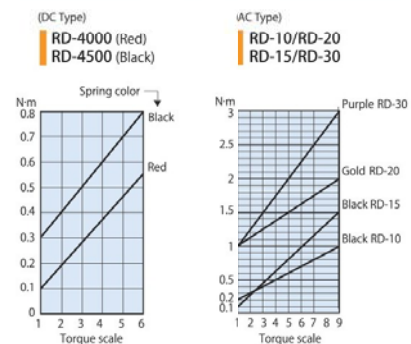 (DC Type)
RD-4000 (Red)
RD-4500 (Black)
Spring color
N·m
0.8
0.7
0.6
0.5
0.4
0.3
0.2
0.1
0
Black
Red
1 2 3 4 5 6
Torque scale
(AC Type)
RD-10/RD-20
RD-15/RD-30
N·m
3
2.5
2
1.5
1
0.5
0.2
0.1
Purple RD-30
Gold RD-20
Black RD-15
Black RD-10
1 2 3 4 5 6 7 8 9
Torque scale